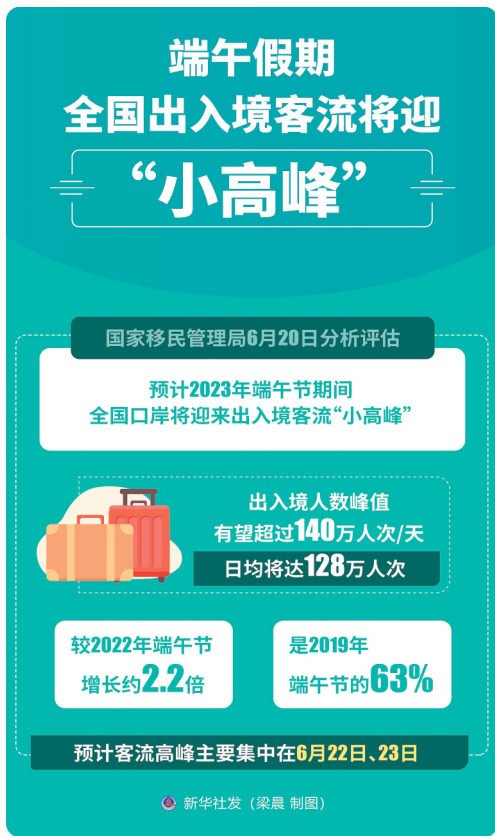 端午假期
全国出入境客流将迎
“小高峰”
国家移民管理局6月20日分析评估
预计2023年端午节期间
全国口岸将迎来出入境客流“小高峰”
出入境人数峰值
有望超过140万人次/天
日均将达128万人次
较2022年端午节
增长约2.2倍
是2019年
端午节的63%
预计客流高峰主要集中在6月22日、23日
新华社发（梁晨 制图）